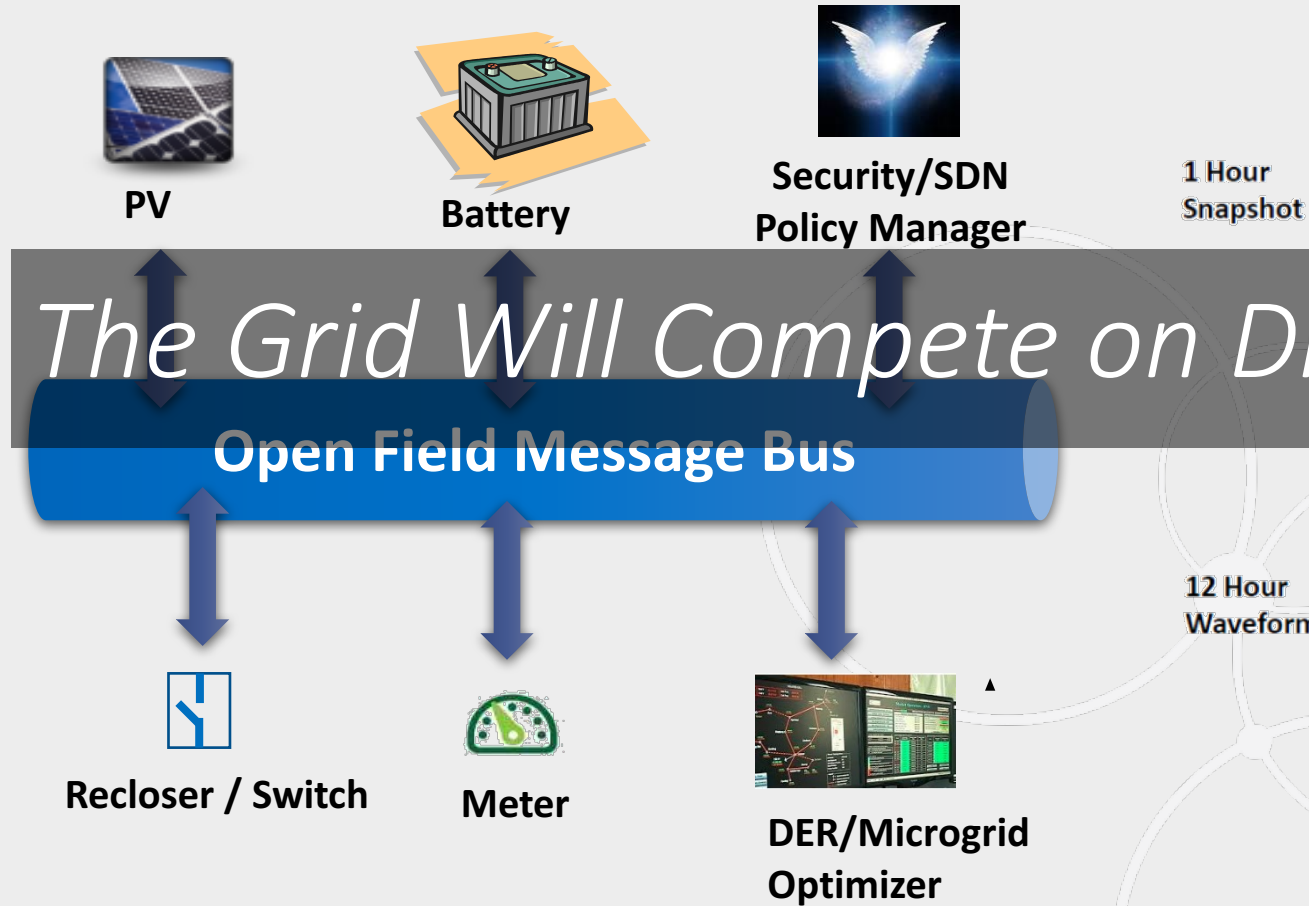 PV
Battery
Security/SDN
Policy Manager
1 Hour
Snapshot
The Grid Will Compete on
Open Field Message Bus
12 Hour
Recloser / Switch
Meter
DER/Microgrid
Optimizer